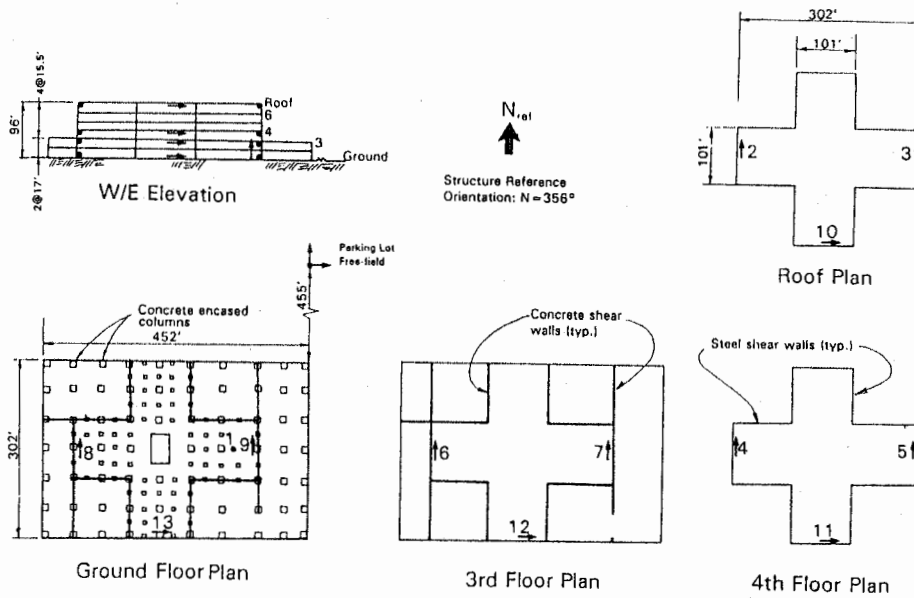 4@15.5'
96'
2@17'
Roof
6
4
3
Ground
W/E Elevation
N ref
Structure Reference
Orientation: N = 356°
302'
101'
101'
2
3
10
Roof Plan
Parking Lot
Free-field
455'
Concrete encased
columns
452'
302'
8
1
9
13
Ground Floor Plan
Concrete shear
walls (typ.)
6
7
12
3rd Floor Plan
Steel shear walls (typ.)
4
5
11
4th Floor Plan